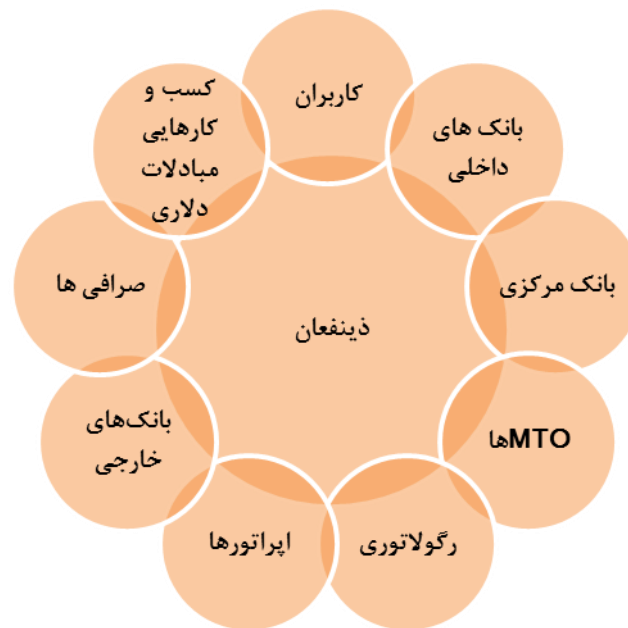 کاربران
بانک های
داخلی
بانک مرکزی
MTOها
رگولاتوری
اپراتورها
بانک‌های
خارجی
صرافی ها
کسب و
کارهایی
مبادلات
دلاری
ذینفعان